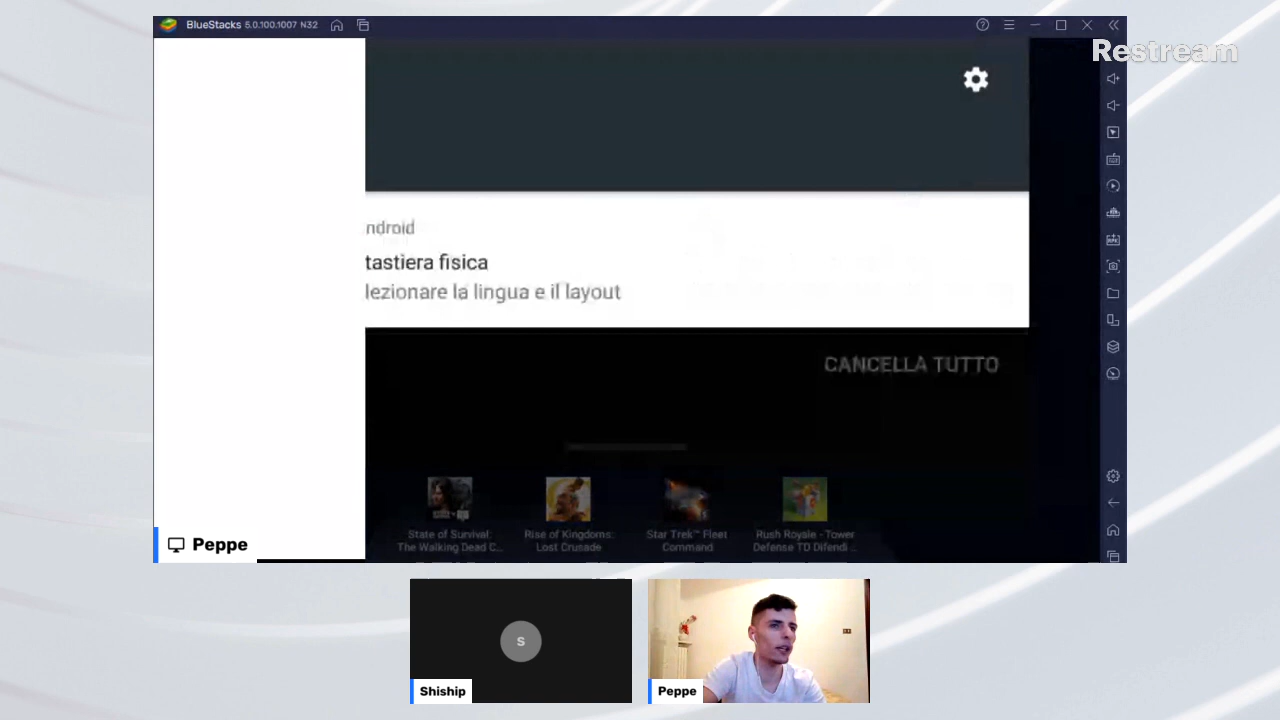 BlueStacks 5.0.100.1007 N32
Restream
ndroid
tastiera fisica
lezionare la lingua e il layout
CANCELLA TUTTO
State of Survival:
The Walking Dead C...
Rise of Kingdoms:
Lost Crusade
Star Trek™ Fleet
Command
Rush Royale - Tower
Defense TD Difendi ...
Peppe
S
Shiship
Peppe